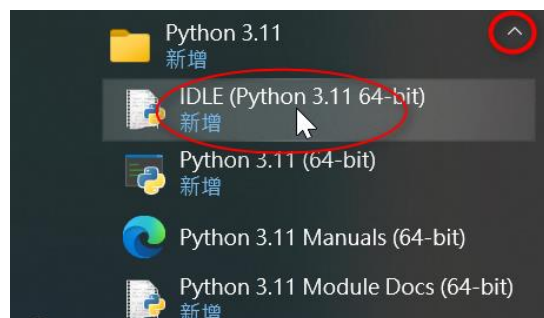 Python 3.11
新增
IDLE (Python 3.11 64-bit)
新增
Python 3.11 (64-bit)
新增
Python 3.11 Manuals (64-bit)
Python 3.11 Module Docs (64-bit)
新增